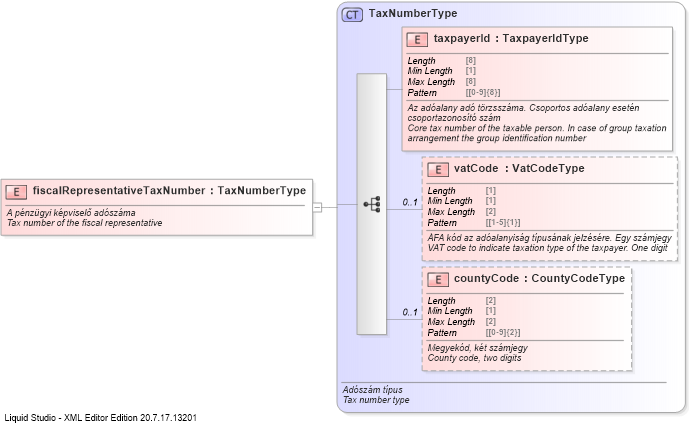 CT TaxNumberType
E taxpayerId : TaxpayerIdType
Length [8]
Min Length [1]
Max Length [8]
Pattern [[0-9]{8}]
Az adóalany adó törzsszáma. Csoportos adóalany esetén
csoportazonosító szám
Core tax number of the taxable person. In case of group taxation
arrangement the group identification number
E fiscalRepresentativeTaxNumber : TaxNumberType
A pénzügyi képviselő adószáma
Tax number of the fiscal representative
0..1
E vatCode : VatCodeType
Length [1]
Min Length [1]
Max Length [2]
Pattern [[1-5]{1}]
ÁFA kód az adóalanyiság típusának jelzésére. Egy számjegy
VAT code to indicate taxation type of the taxpayer. One digit
0..1
E countyCode : CountyCodeType
Length [2]
Min Length [1]
Max Length [2]
Pattern [[0-9]{2}]
Megyekód, két számjegy
County code, two digits
Adószám típus
Tax number type
Liquid Studio - XML Editor Edition 20.7.17.13201